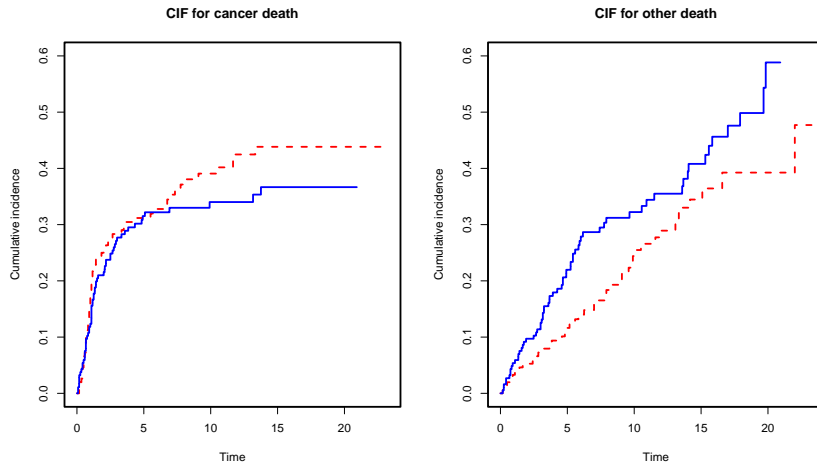 CIF for cancer death
Cumulative incidence
0.6
0.5
0.4
0.3
0.2
0.1
0.0
0 5 10 15 20
Time
CIF for other death
Cumulative incidence
0.6
0.5
0.4
0.3
0.2
0.1
0.0
0 5 10 15 20
Time